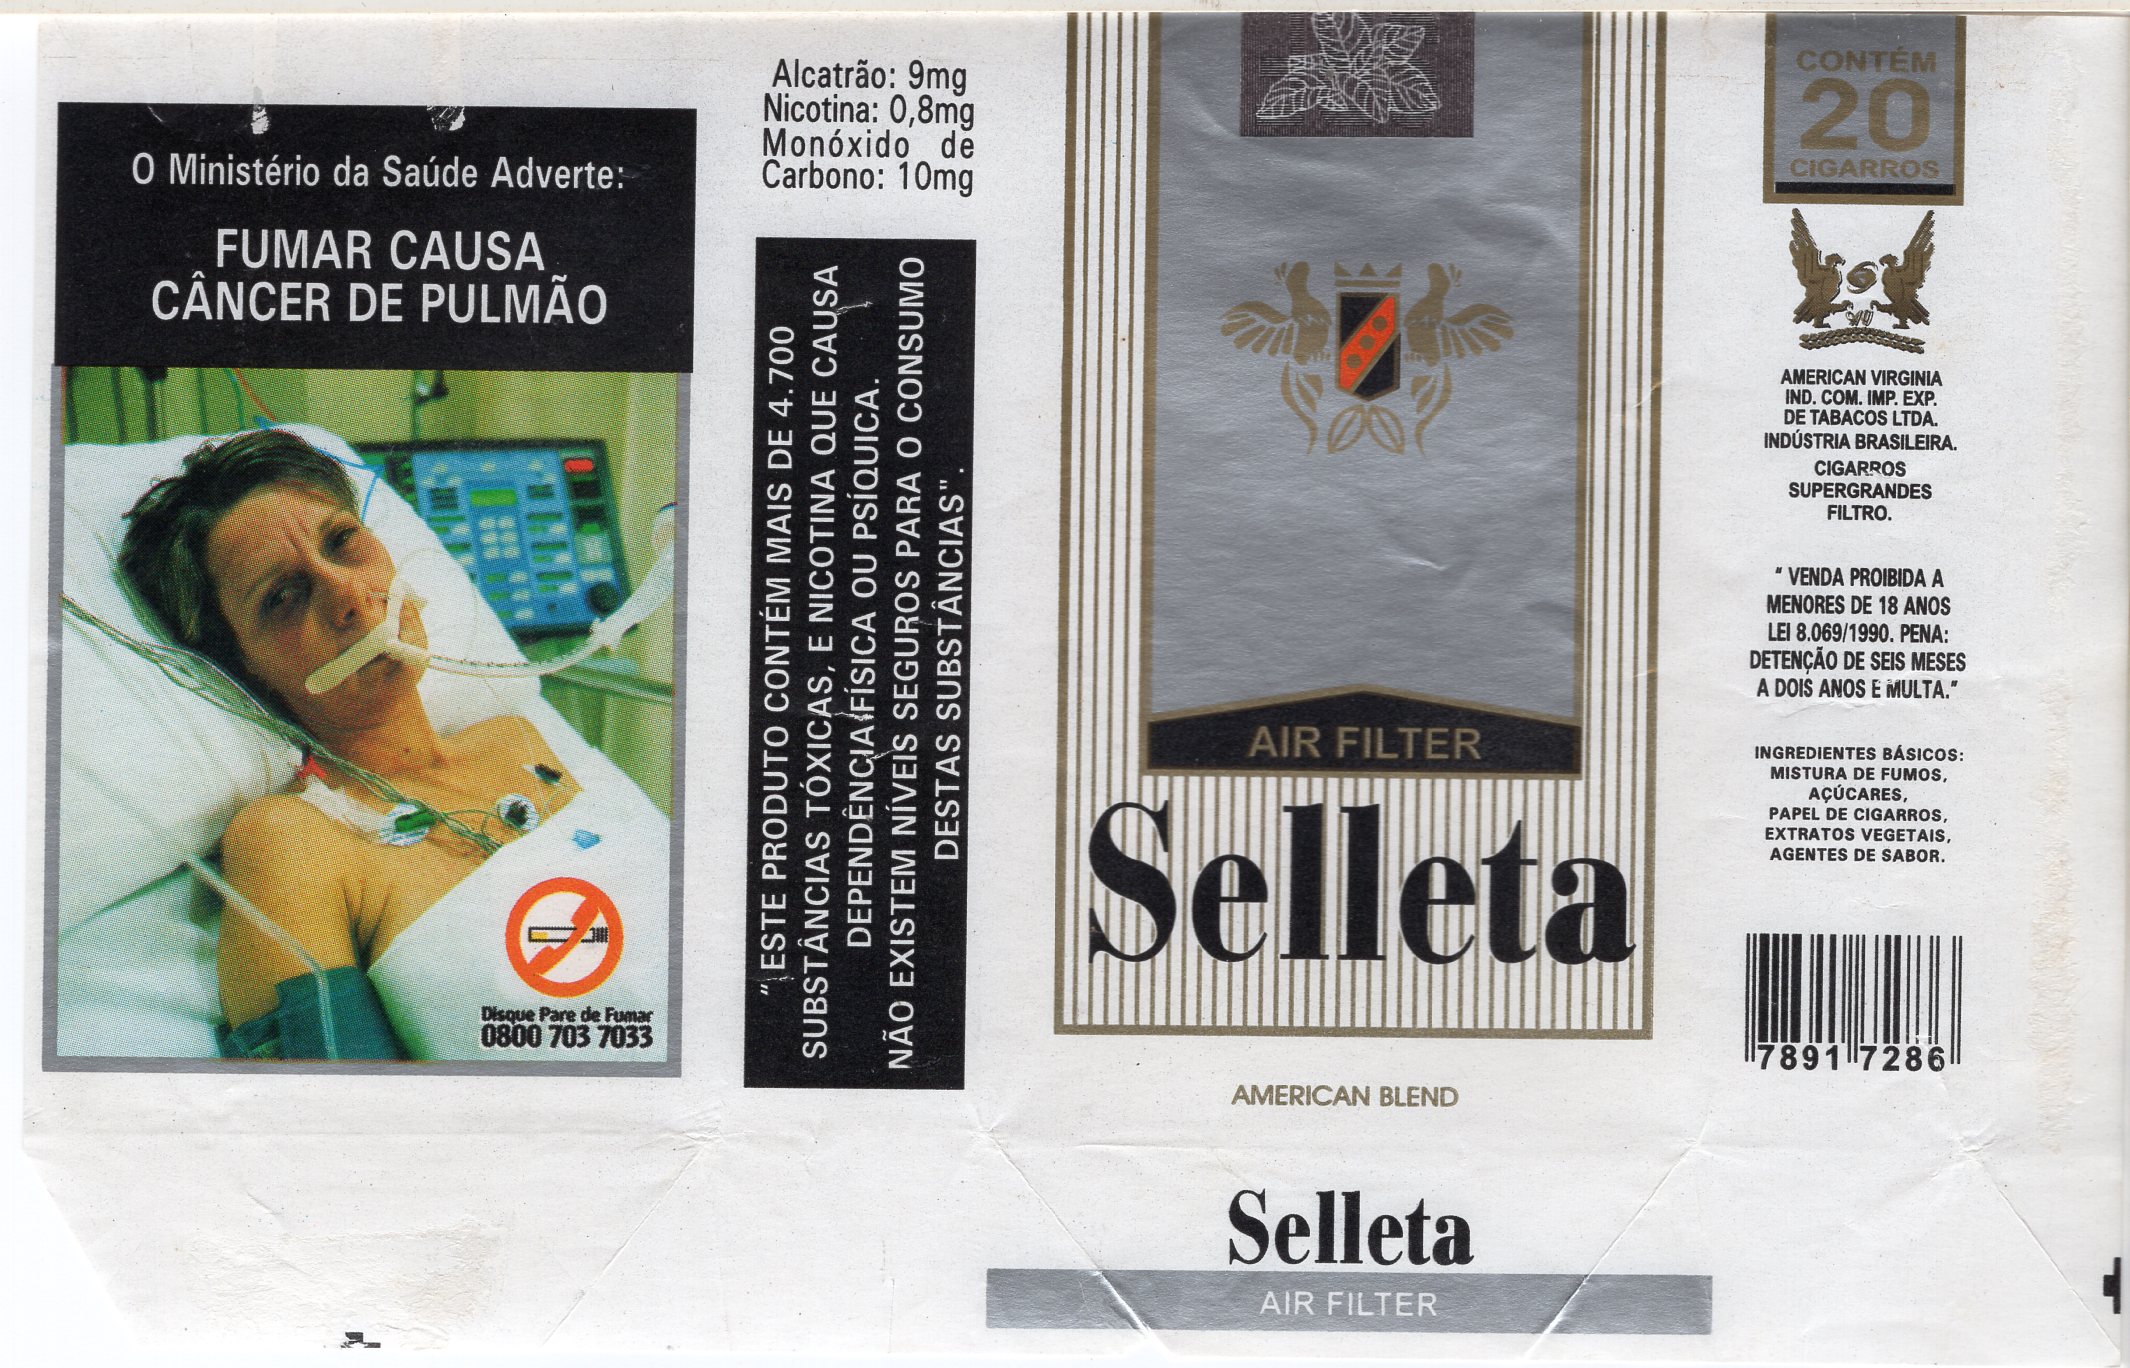 O Ministério da Saúde Adverte:
FUMAR CAUSA
CÂNCER DE PULMÃO
Disque Pare de Fumar
0800 703 7033
Alcatrão: 9mg
Nicotina: 0,8mg
Monóxido de
Carbono: 10mg
"ESTE PRODUTO CONTÉM MAIS DE 4.700
SUBSTÂNCIAS TÓXICAS, E NICOTINA QUE CAUSA
DEPENDÊNCIA FÍSICA OU PSÍQUICA.
NÃO EXISTEM NÍVEIS SEGUROS PARA O CONSUMO
DESTAS SUBSTÂNCIAS".
AIR FILTER
Selleta
AMERICAN BLEND
Selleta
AIR FILTER
CONTÉM
20
CIGARROS
AMERICAN VIRGINIA
IND. COM. IMP. EXP.
DE TABACOS LTDA.
INDÚSTRIA BRASILEIRA.
CIGARROS
SUPERGRANDES
FILTRO.
" VENDA PROIBIDA A
MENORES DE 18 ANOS
LEI 8.069/1990. PENA:
DETENÇÃO DE SEIS MESES
A DOIS ANOS E MULTA."
INGREDIENTES BÁSICOS:
MISTURA DE FUMOS,
AÇÚCARES,
PAPEL DE CIGARROS,
EXTRATOS VEGETAIS,
AGENTES DE SABOR.
7891 7286